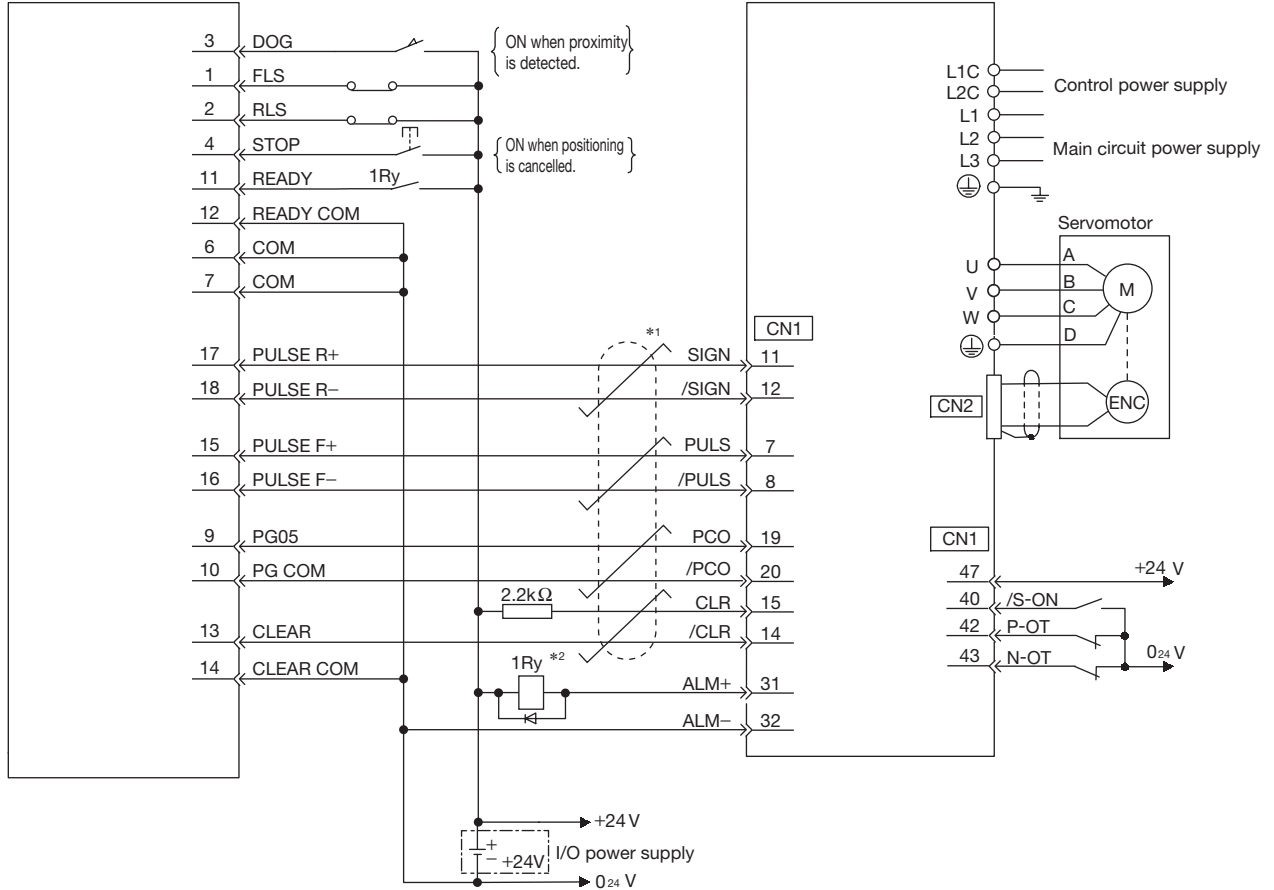 3 DOG
ON when proximity
is detected.
1 FLS
2 RLS
4 STOP
ON when positioning
is cancelled.
11 READY 1Ry
12 READY COM
6 COM
7 COM
17 PULSE R+
18 PULSE R−
15 PULSE F+
16 PULSE F−
9 PG05
10 PG COM
2.2kΩ
13 CLEAR
14 CLEAR COM
1Ry *2
*1
CN1
SIGN 11
/SIGN 12
PULS 7
/PULS 8
PCO 19
/PCO 20
CLR 15
/CLR 14
ALM+ 31
ALM− 32
L1C
L2C
Control power supply
L1
L2
L3
Main circuit power supply
Servomotor
U A
V B
W C
D
M
CN2
ENC
CN1
47 +24 V
40 /S-ON
42 P-OT
43 N-OT
024 V
+24 V
+
−
+24V
I/O power supply
024 V